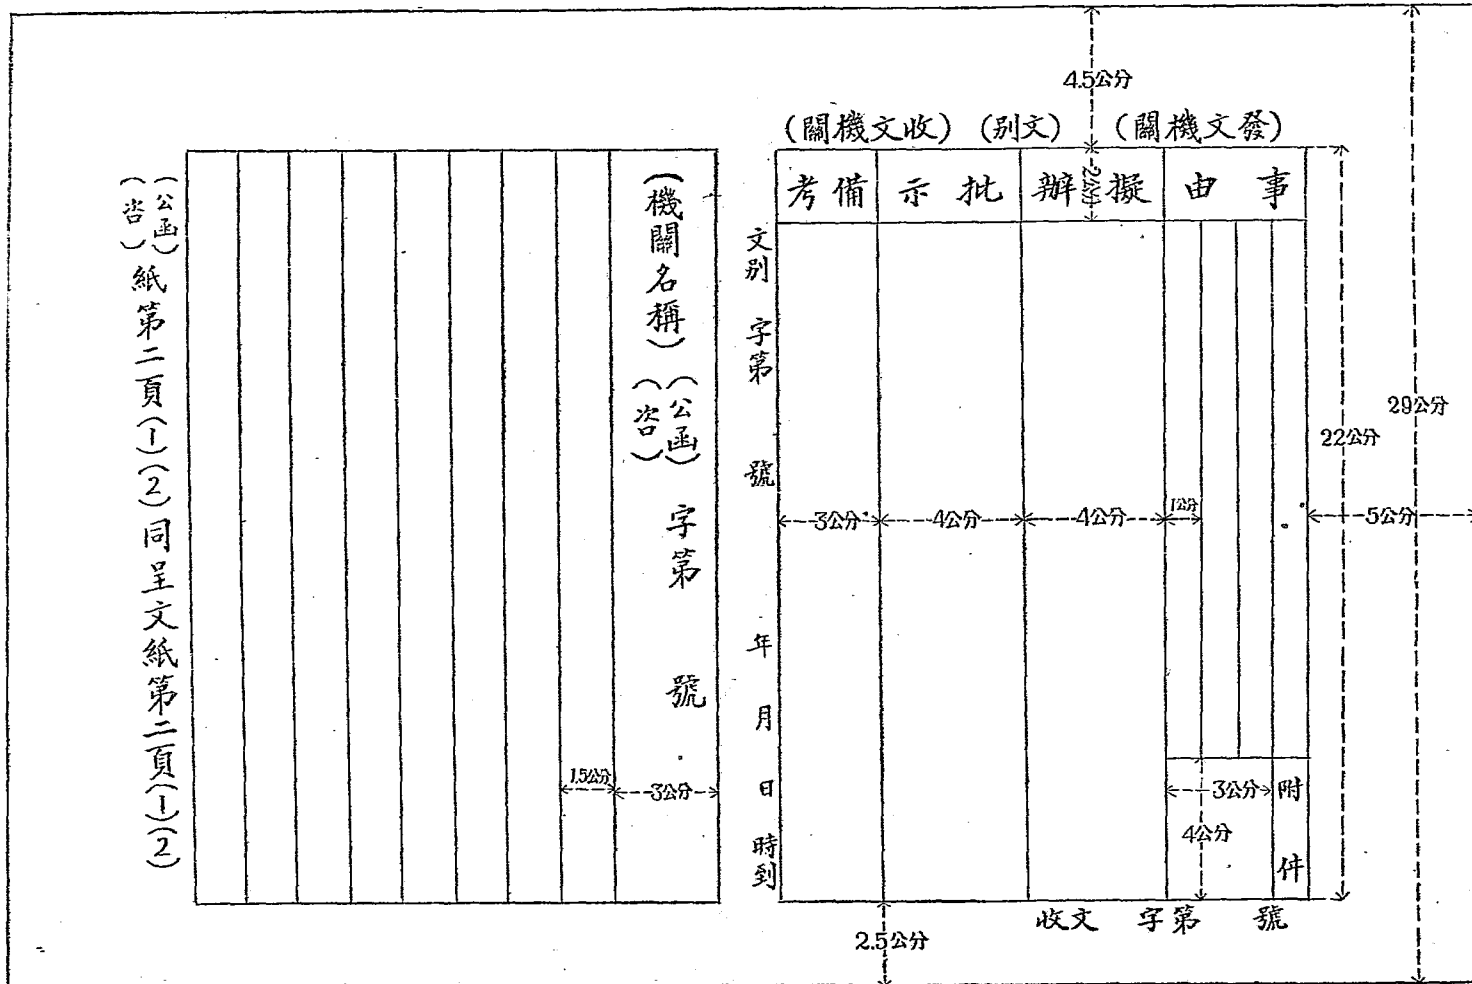 4.5公分
(關機文收) (別文) (關機文發)
考備 示批 辦擬 由事
2公分
文別 字第 號 年 月 日 時到
3公分
4公分
4公分
1公分
5公分
22公分
29公分
3公分
4公分
附件
收文 字第 號
2.5公分
(機關名稱) (公函) (咨) 字第 號
1.5公分
3公分
(公函) (咨) 紙第二頁(1)(2)同呈文紙第二頁(1)(2)